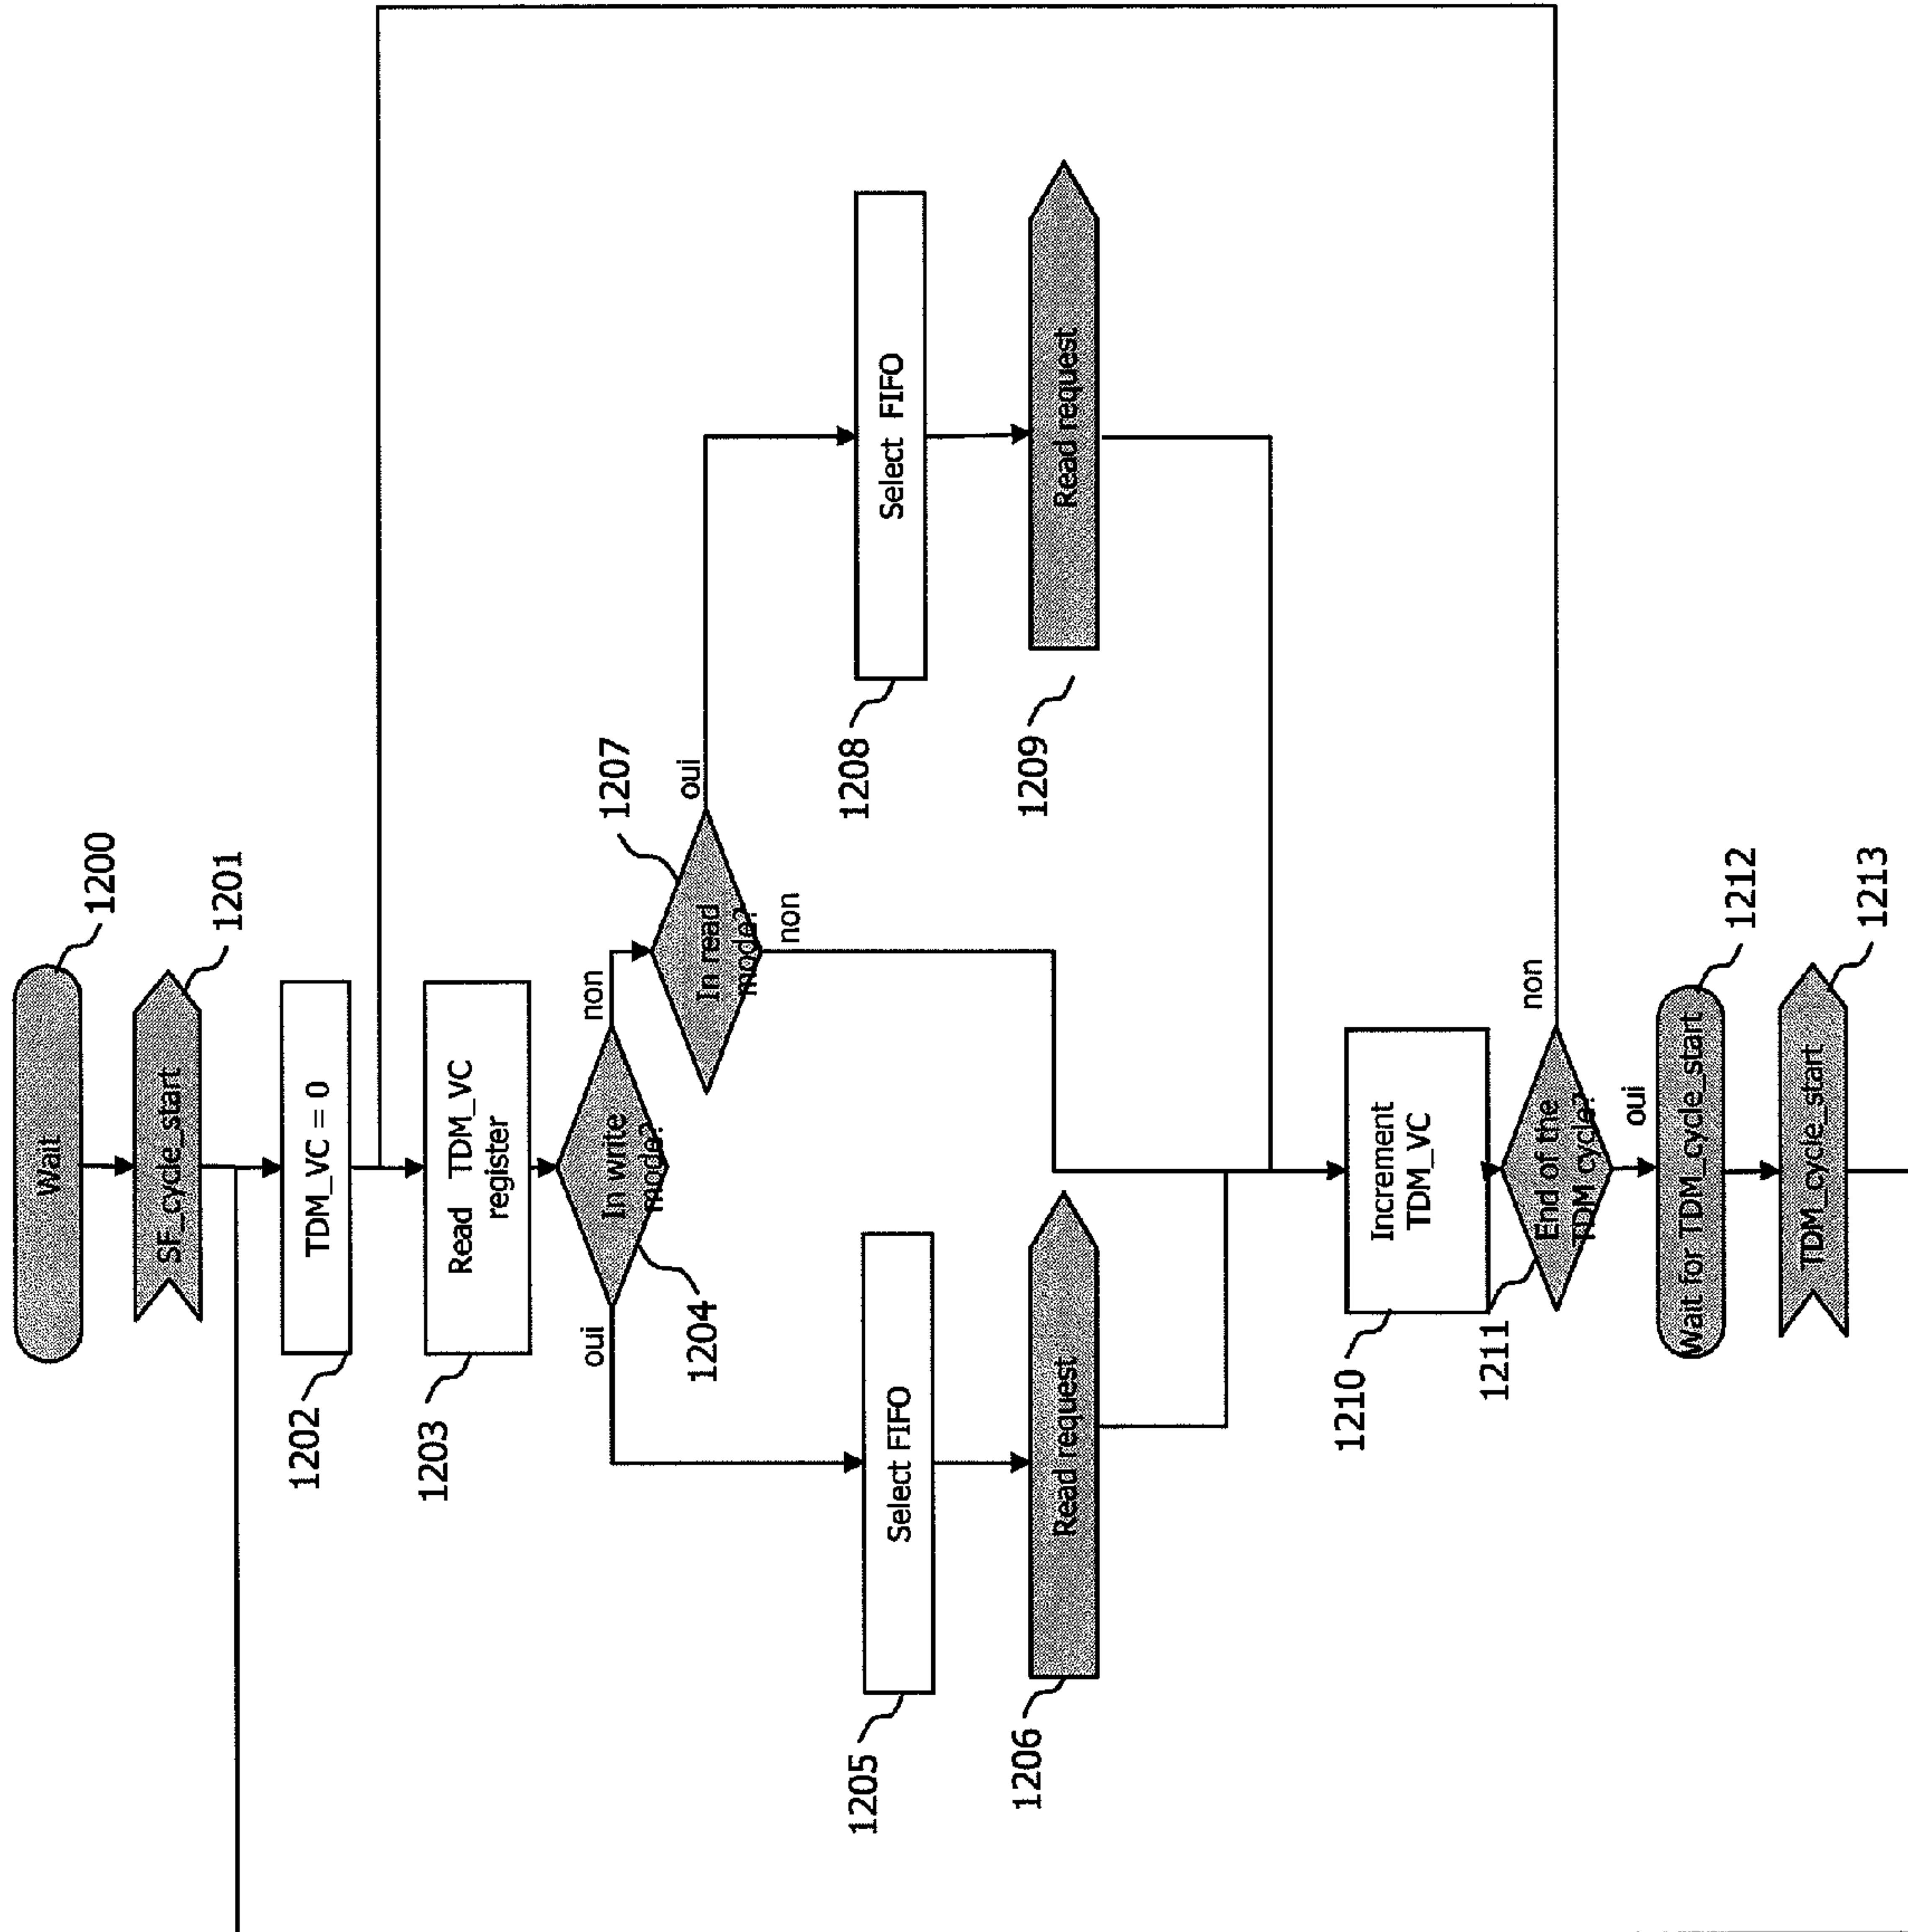 Wait
1200
SF_cycle_start
1201
TDM_VC = 0
1202
Read TDM_VC
register
1203
In write
mode?
1204
oui
non
In read
mode?
1207
oui
non
Select FIFO
1205
Read request
1206
Select FIFO
1208
Read request
1209
Increment
TDM_VC
1210
End of the
TDM cycle?
1211
non
oui
Wait for TDM_cycle_start
1212
TDM_cycle_start
1213